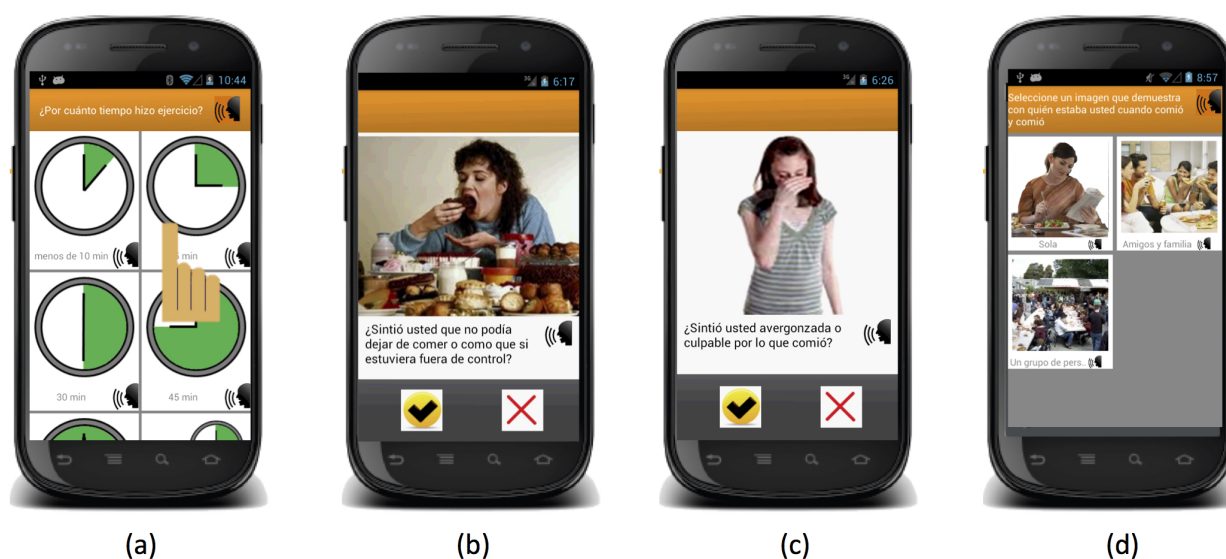 10:44
¿Por cuánto tiempo hizo ejercicio?
menos de 10 min
min
30 min
45 min
(a)
3G 6:17
¿Sintió usted que no podía
dejar de comer o como que si
estuviera fuera de control?
(b)
3G 6:26
¿Sintió usted avergonzada o
culpable por lo que comió?
(c)
8:57
Seleccione un imagen que demuestra
con quién estaba usted cuando comió
y comió
Sola
Amigos y familia
Un grupo de pers..
(d)